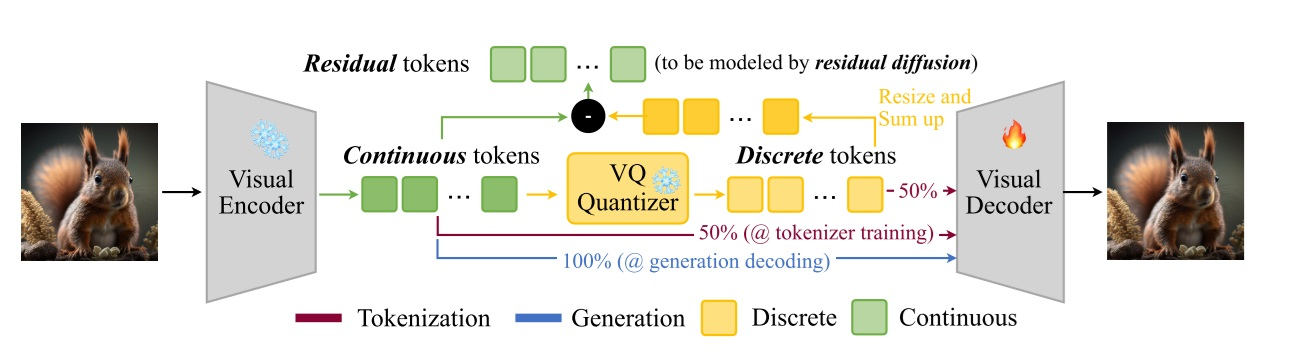 Residual tokens ... (to be modeled by residual diffusion)
-
Resize and
Sum up
Continuous tokens
Discrete tokens
Visual
Encoder
...
VQ
Quantizer
...
50%
Visual
Decoder
50% (@ tokenizer training)
100% (@ generation decoding)
Tokenization
Generation
Discrete
Continuous